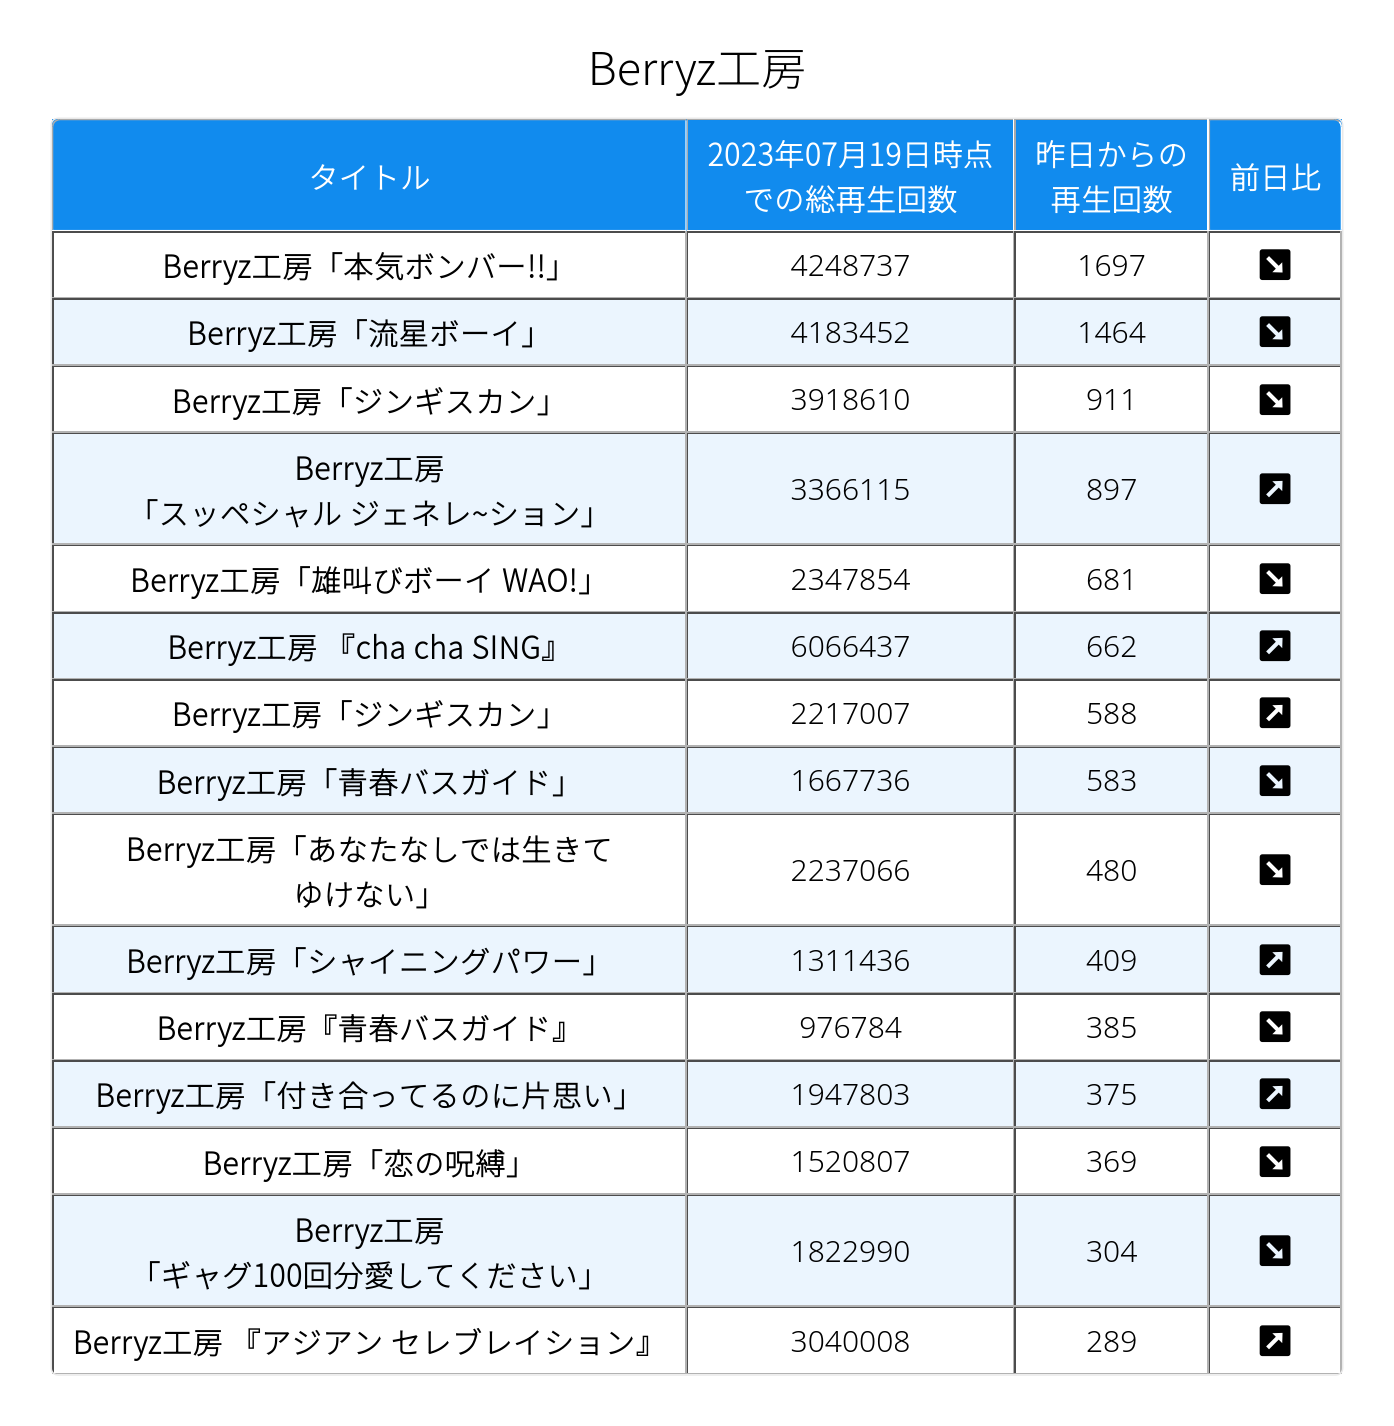 Berryz工房
タイトル
2023年07月19日時点
での総再生回数
昨日からの
再生回数
前日比
Berryz工房「本気ボンバー!!」 4248737 1697 ↘
Berryz工房「流星ボーイ」 4183452 1464 ↘
Berryz工房「ジンギスカン」 3918610 911 ↘
Berryz工房
「スッペシャル ジェネレ~ション」 3366115 897 ↗
Berryz工房「雄叫びボーイ WAO!」 2347854 681 ↘
Berryz工房 『cha cha SING』 6066437 662 ↗
Berryz工房「ジンギスカン」 2217007 588 ↗
Berryz工房「青春バスガイド」 1667736 583 ↘
Berryz工房「あなたなしでは生きて
ゆけない」 2237066 480 ↘
Berryz工房「シャイニングパワー」 1311436 409 ↗
Berryz工房『青春バスガイド』 976784 385 ↘
Berryz工房「付き合ってるのに片思い」 1947803 375 ↗
Berryz工房「恋の呪縛」 1520807 369 ↘
Berryz工房
「ギャグ100回分愛してください」 1822990 304 ↘
Berryz工房 『アジアン セレブレイション』 3040008 289 ↗